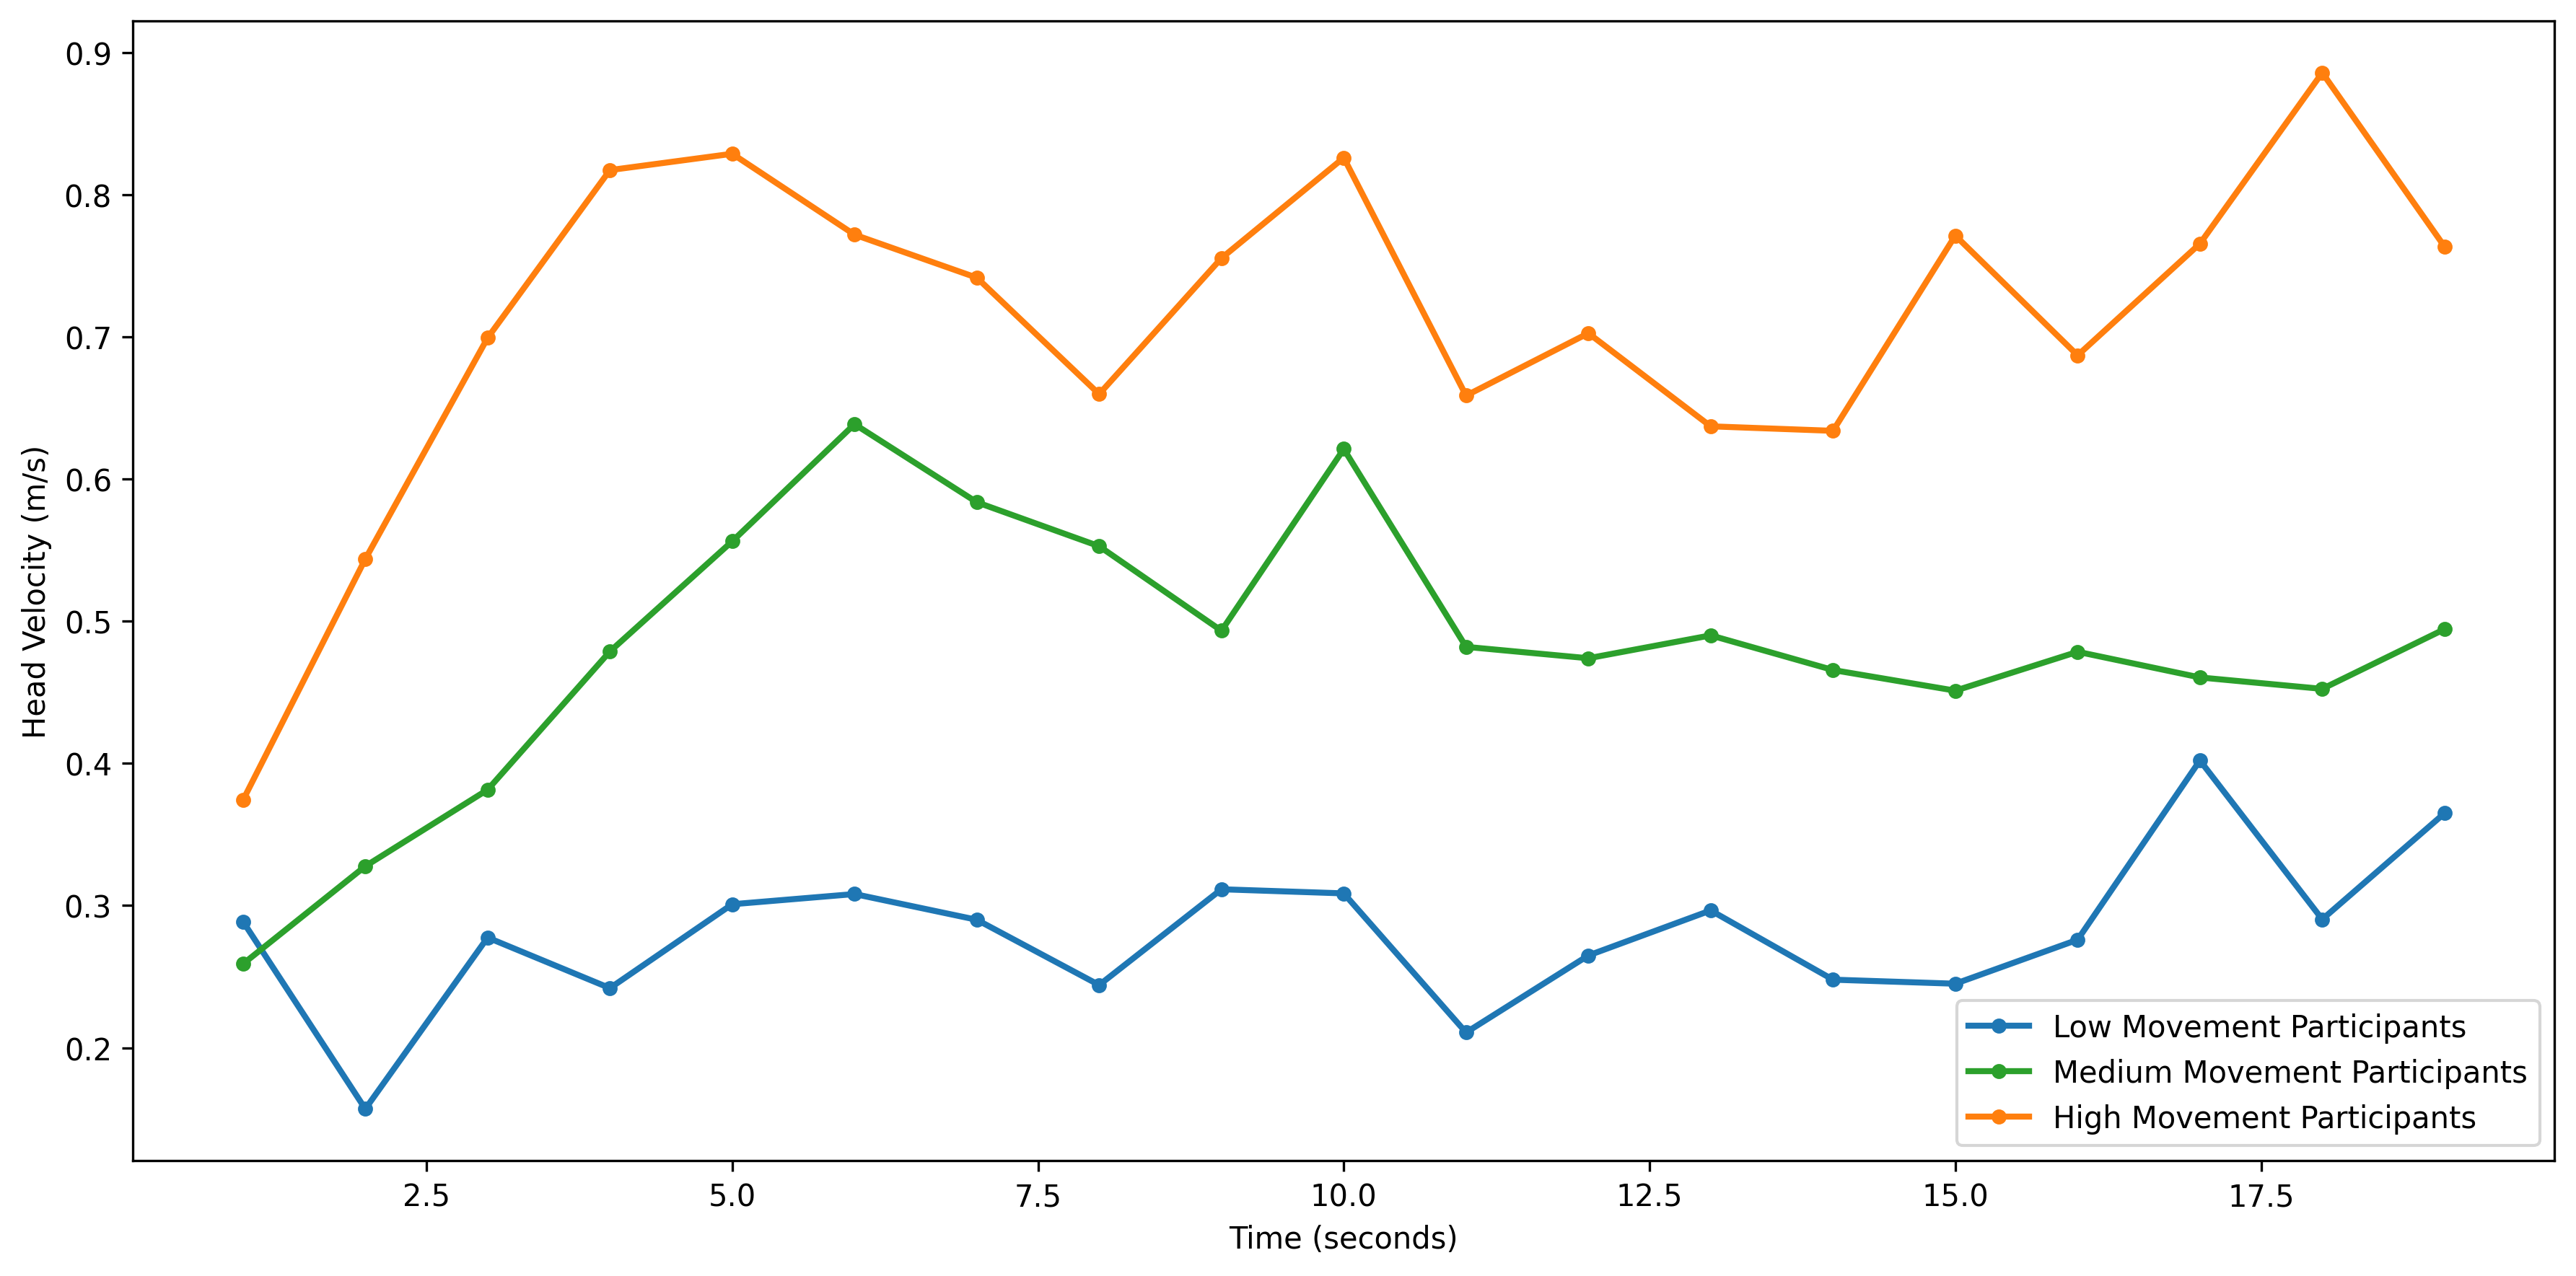 0.9
0.8
0.7
0.6
0.5
0.4
0.3
0.2
Head Velocity (m/s)
Low Movement Participants
Medium Movement Participants
High Movement Participants
2.5 5.0 7.5 10.0 12.5 15.0 17.5
Time (seconds)